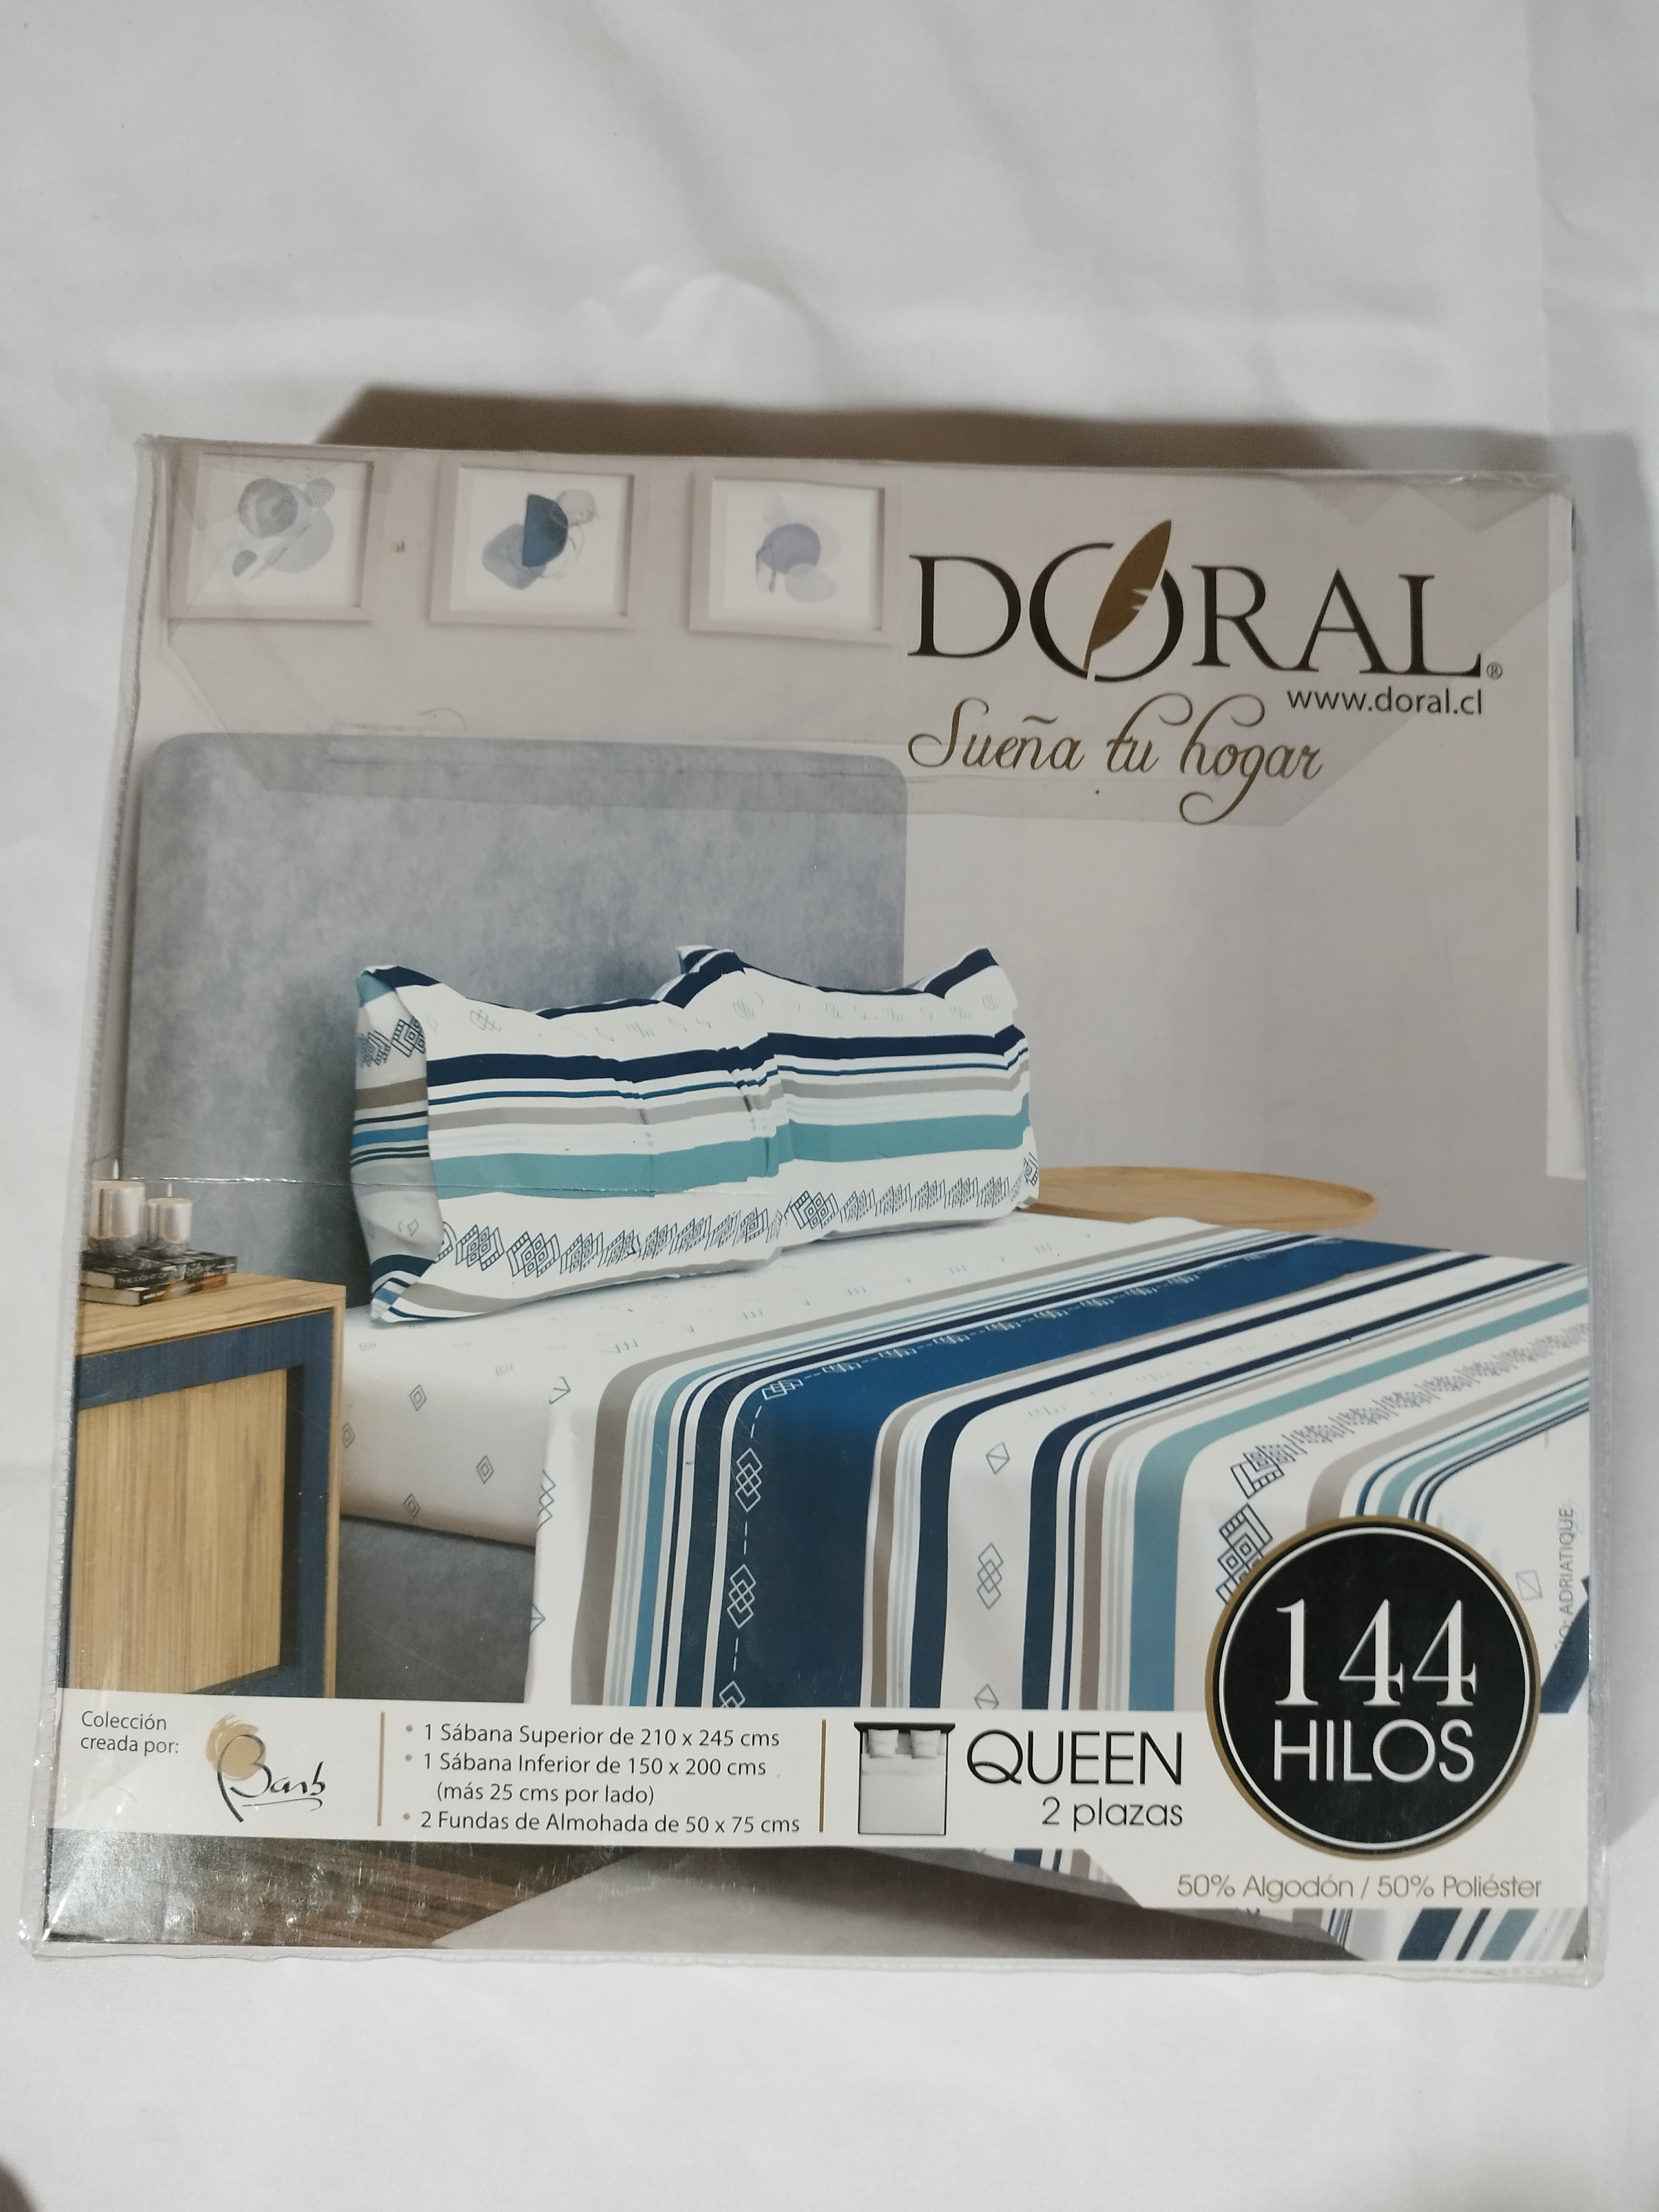 DORAL®
www.doral.cl
Sueña tu hogar
ADRIATIQUE
144
HILOS
Colección
creada por:
Barb
• 1 Sábana Superior de 210 x 245 cms
• 1 Sábana Inferior de 150 x 200 cms
(más 25 cms por lado)
• 2 Fundas de Almohada de 50 x 75 cms
QUEEN
2 plazas
50% Algodón / 50% Poliéster